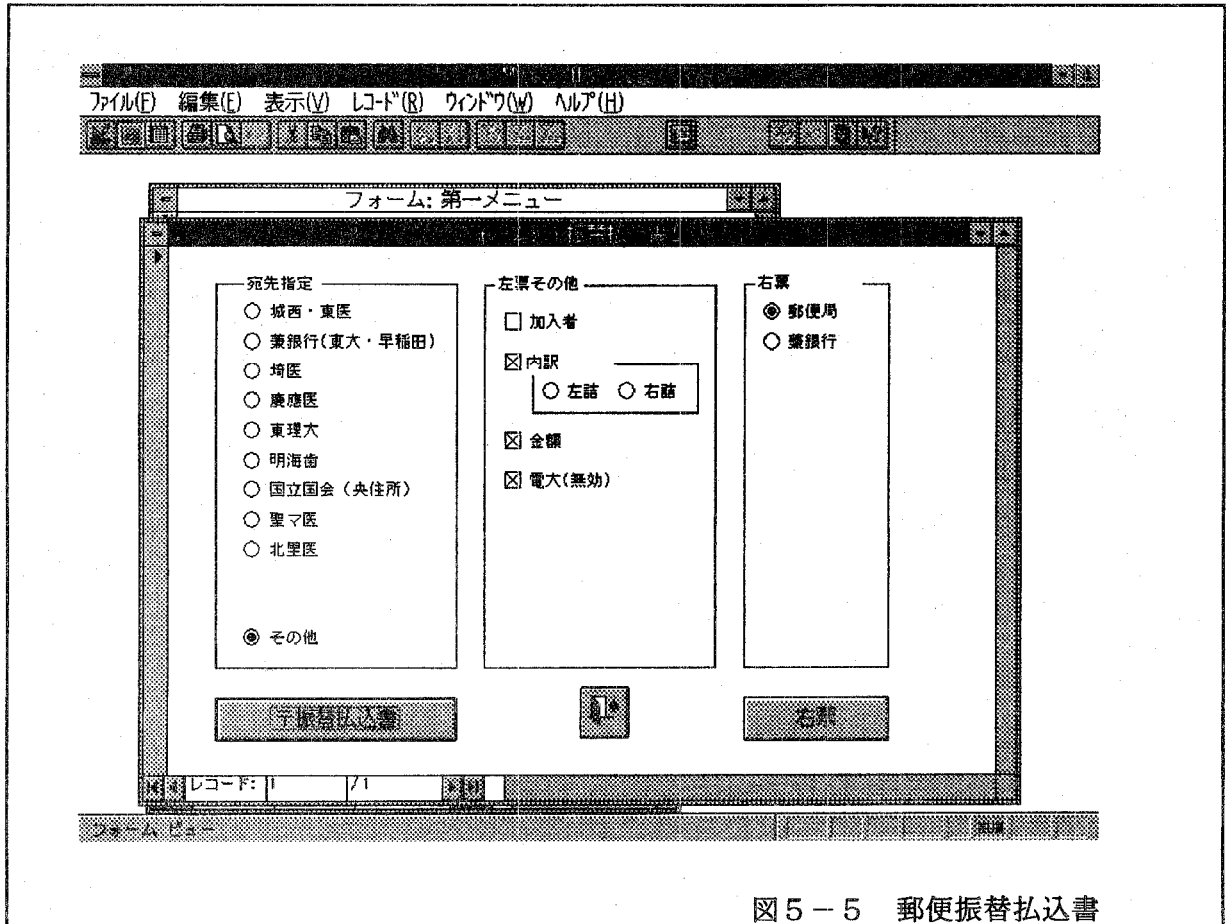 ファイル(F) 編集(E) 表示(V) レコード(R) ウィンドウ(W) ヘルプ(H)
フォーム: 第一メニュー
宛先指定
城西・東医
薬銀行(東大・早稲田)
埼医
慶應医
東理大
明海歯
国立国会（央住所）
聖マ医
北里医
その他
左票その他
加入者
内訳
左詰 右詰
金額
電大(無効)
右票
郵便局
薬銀行
〒振替払込書
右票
レコード: 1 /1
フォーム ビュー
図５－５ 郵便振替払込書